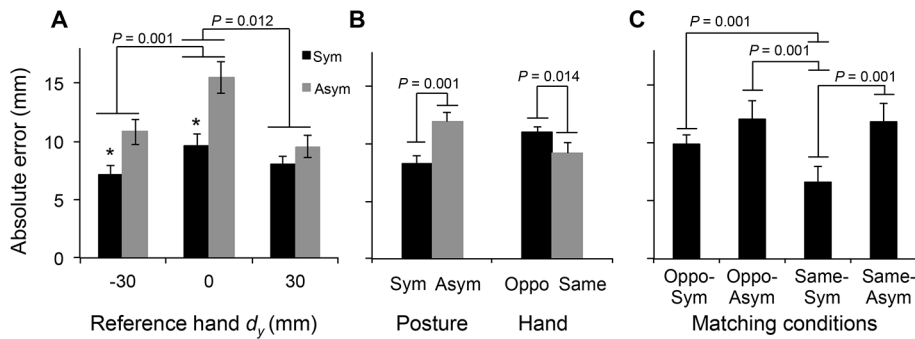 A
B
C
P = 0.012
P = 0.001
Sym
Asym
*
*
15
10
5
0
Absolute error (mm)
-30 0 30
Reference hand dy (mm)
P = 0.001
P = 0.014
Sym Asym Oppo Same
Posture Hand
P = 0.001
P = 0.001
P = 0.001
Oppo- Oppo- Same- Same-
Sym Asym Sym Asym
Matching conditions